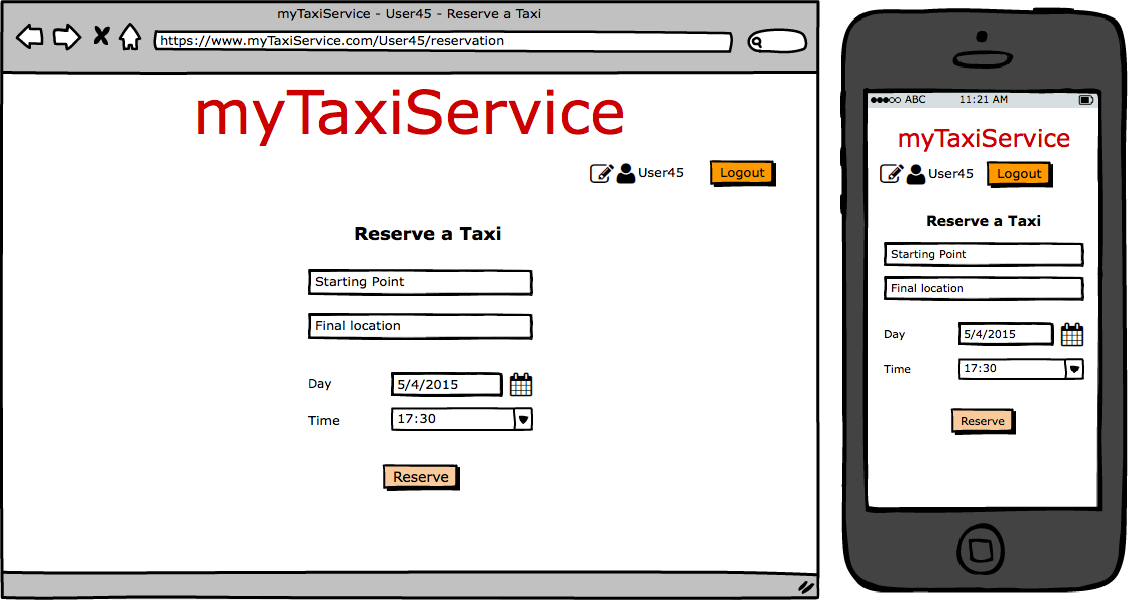 myTaxiService - User45 - Reserve a Taxi
https://www.myTaxiService.com/User45/reservation
myTaxiService
User45 Logout
Reserve a Taxi
Starting Point
Final location
Day 5/4/2015
Time 17:30
Reserve
ABC 11:21 AM
myTaxiService
User45 Logout
Reserve a Taxi
Starting Point
Final location
Day 5/4/2015
Time 17:30
Reserve